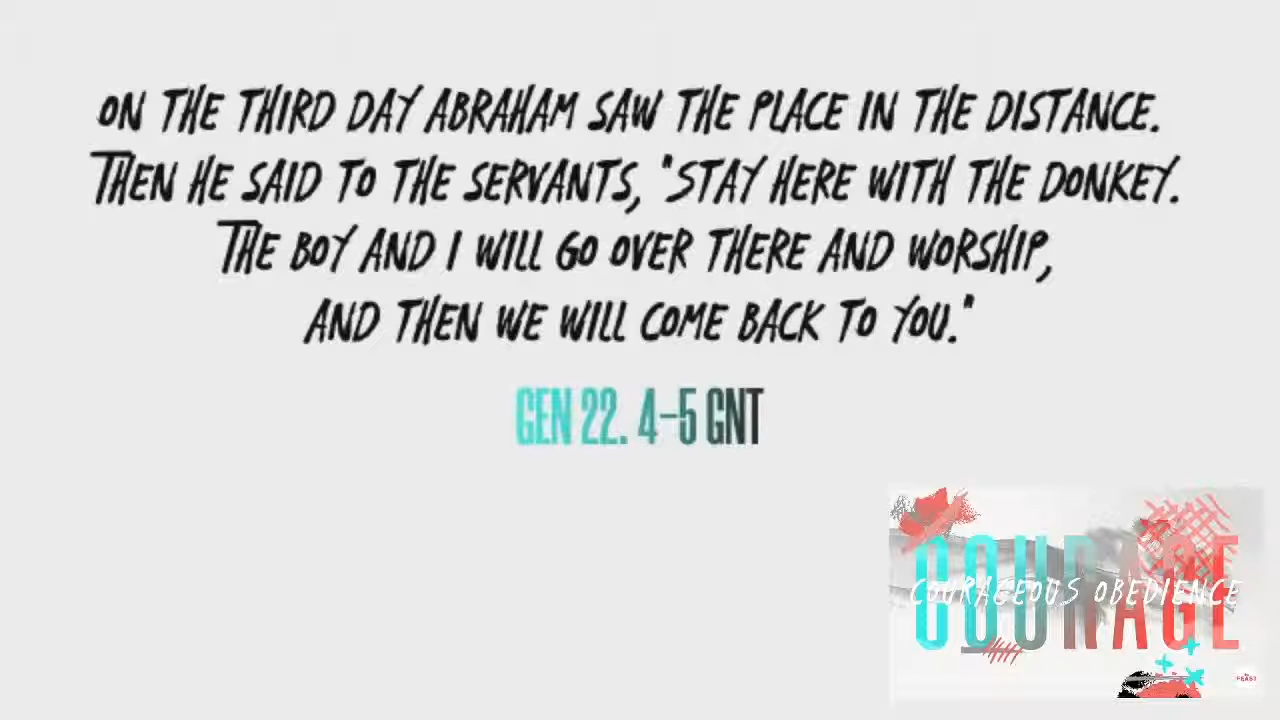 ON THE THIRD DAY ABRAHAM SAW THE PLACE IN THE DISTANCE.
THEN HE SAID TO THE SERVANTS, "STAY HERE WITH THE DONKEY.
THE BOY AND I WILL GO OVER THERE AND WORSHIP,
AND THEN WE WILL COME BACK TO YOU."
GEN 22. 4-5 GNT
COURAGE
COURAGEOUS OBEDIENCE
FEAST